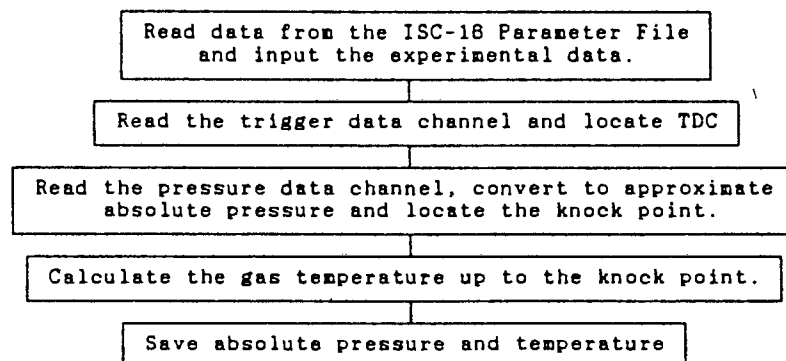 Read data from the ISC-16 Parameter File
and input the experimental data.
Read the trigger data channel and locate TDC
Read the pressure data channel, convert to approximate
absolute pressure and locate the knock point.
Calculate the gas temperature up to the knock point.
Save absolute pressure and temperature